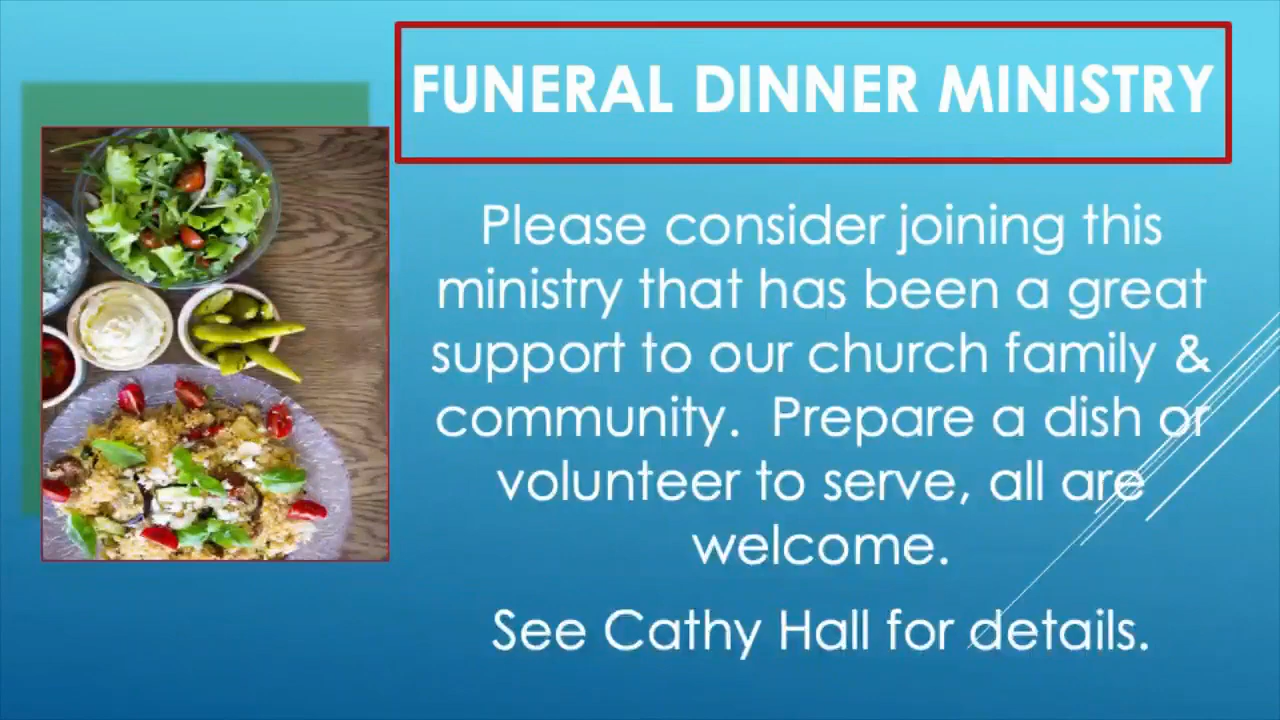 FUNERAL DINNER MINISTRY
Please consider joining this
ministry that has been a great
support to our church family &
community.  Prepare a dish or
volunteer to serve, all are
welcome.
See Cathy Hall for details.